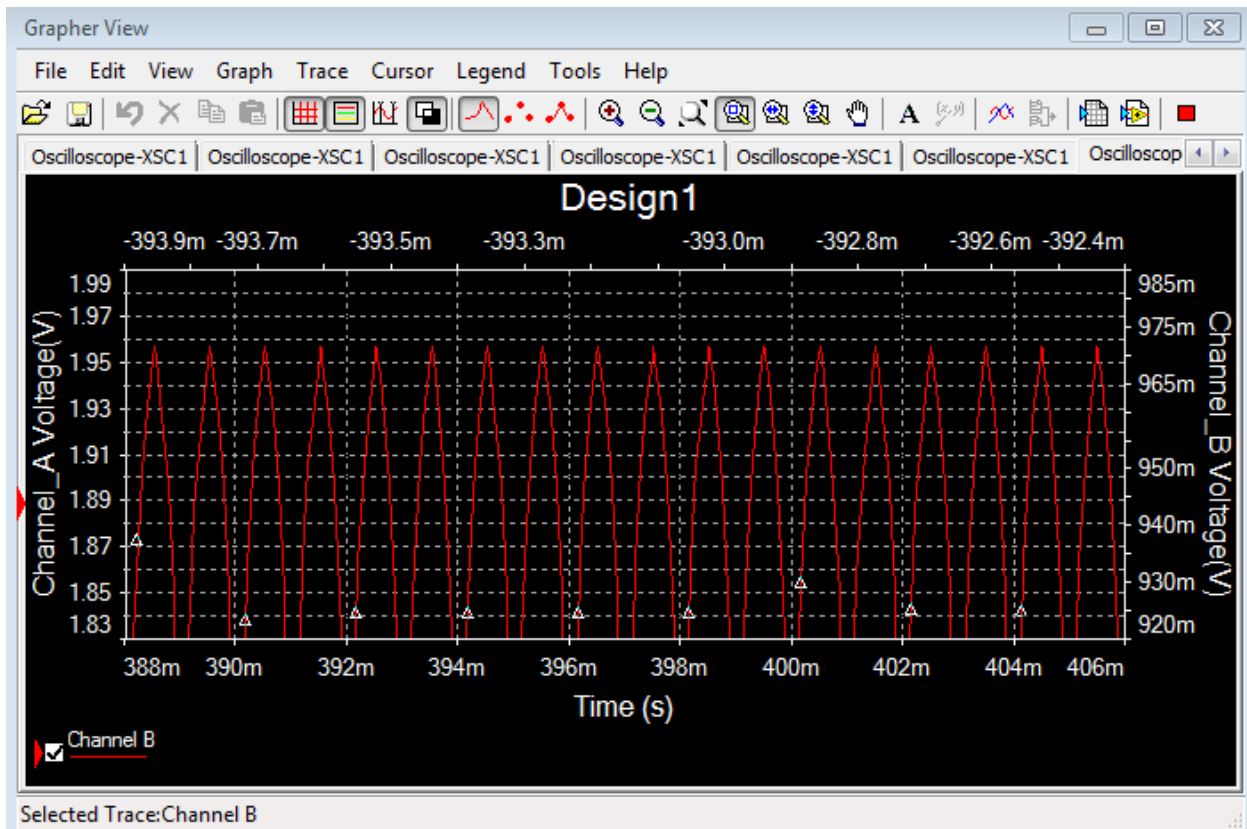 Grapher View
File Edit View Graph Trace Cursor Legend Tools Help
A (x,y)
Oscilloscope-XSC1 Oscilloscope-XSC1 Oscilloscope-XSC1 Oscilloscope-XSC1 Oscilloscope-XSC1 Oscilloscope-XSC1 Oscilloscop
Design1
-393.9m -393.7m -393.5m -393.3m -393.0m -392.8m -392.6m -392.4m
Channel_A Voltage(V)
1.99
1.97
1.95
1.93
1.91
1.89
1.87
1.85
1.83
985m
975m
965m
950m
940m
930m
920m
Channel_B Voltage(V)
388m 390m 392m 394m 396m 398m 400m 402m 404m 406m
Time (s)
Channel B
Selected Trace:Channel B